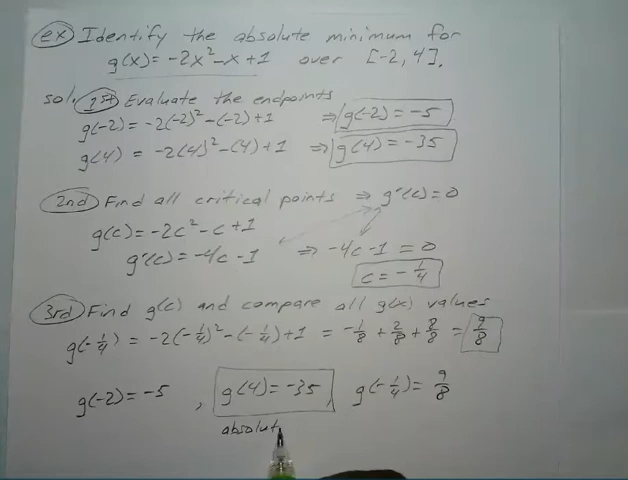 ex Identify the absolute minimum for
g(x) = -2x² - x + 1 over [-2, 4].
sol. 1st Evaluate the endpoints
g(-2) = -2(-2)² - (-2) + 1 ⇒ g(-2) = -5
g(4) = -2(4)² - (4) + 1 ⇒ g(4) = -35
2nd Find all critical points ⇒ g'(c) = 0
g(c) = -2c² - c + 1
g'(c) = -4c - 1 ⇒ -4c - 1 = 0
c = -1/4
3rd Find g(c) and compare all g(x) values
g(-1/4) = -2(-1/4)² - (-1/4) + 1 = -1/8 + 2/8 + 8/8 = 9/8
g(-2) = -5 , g(4) = -35 , g(-1/4) = 9/8
absolut